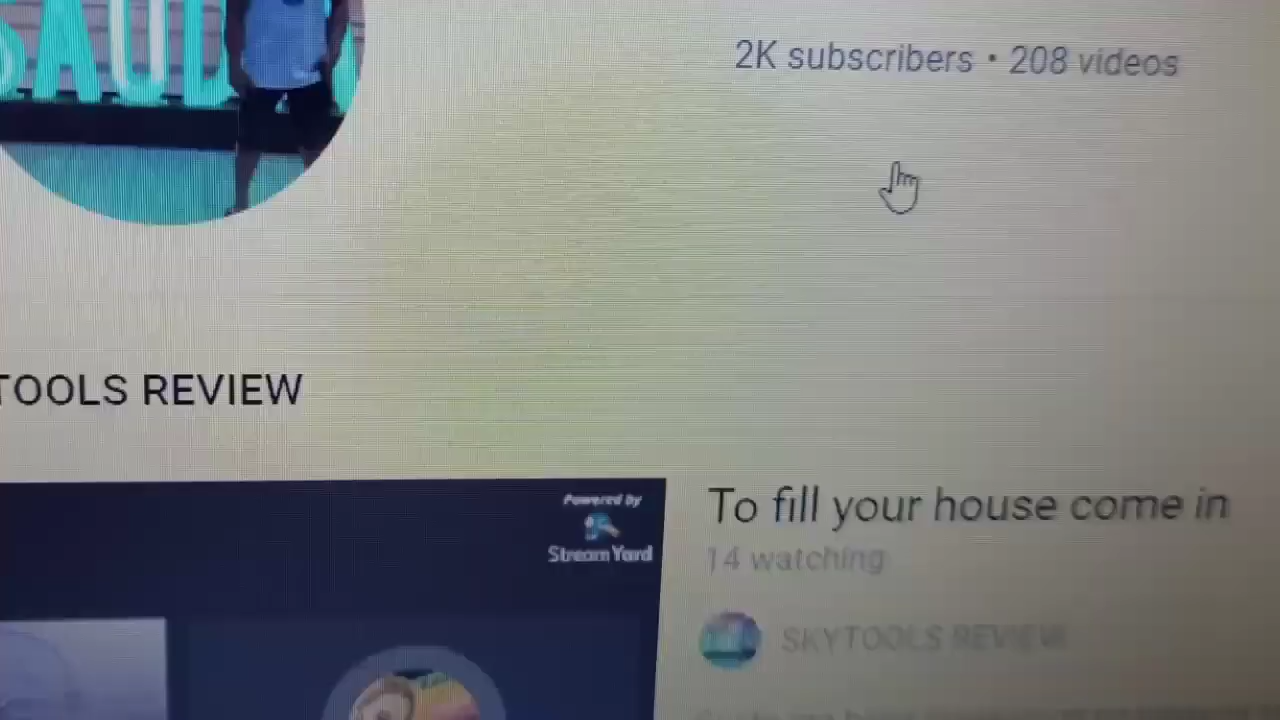 2K subscribers • 208 videos
TOOLS REVIEW
Powered by
StreamYard
To fill your house come in
14 watching
SKYTOOLS REVIEW